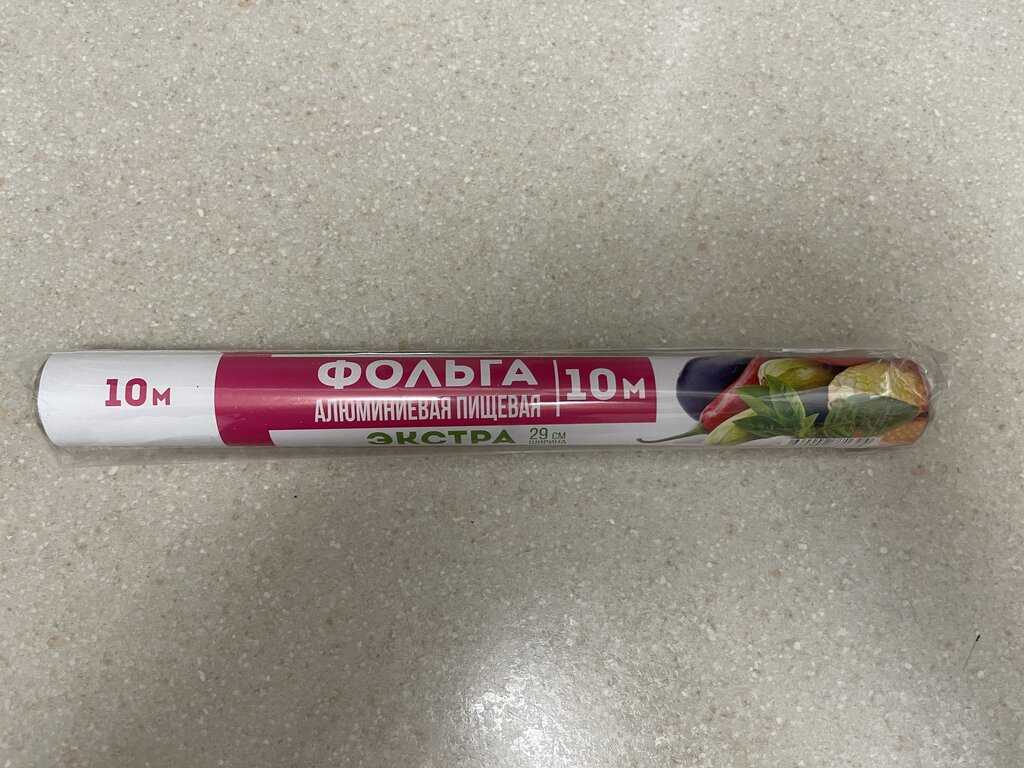 10м
ФОЛЬГА
АЛЮМИНИЕВАЯ ПИЩЕВАЯ
10м
ЭКСТРА
29 СМ
ШИРИНА